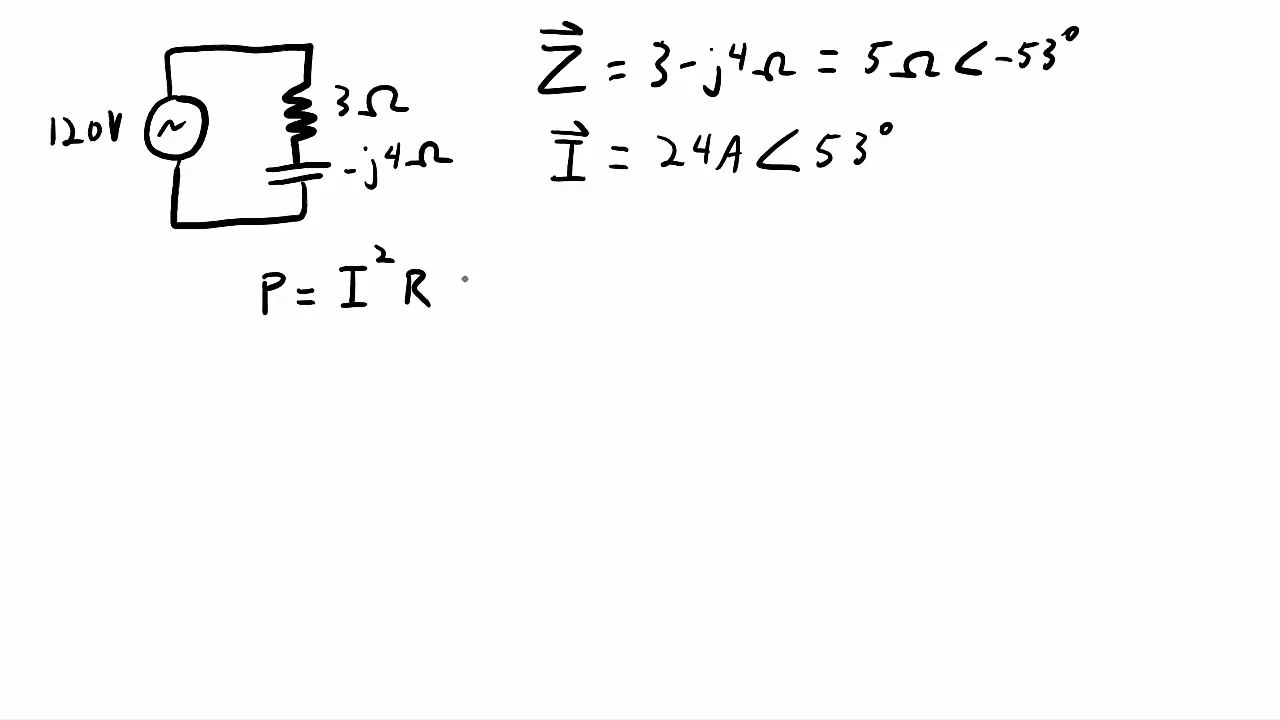 120V
3Ω
-j4Ω
Z⃗ = 3-j4Ω = 5Ω<-53°
I⃗ = 24A<53°
P = I²R